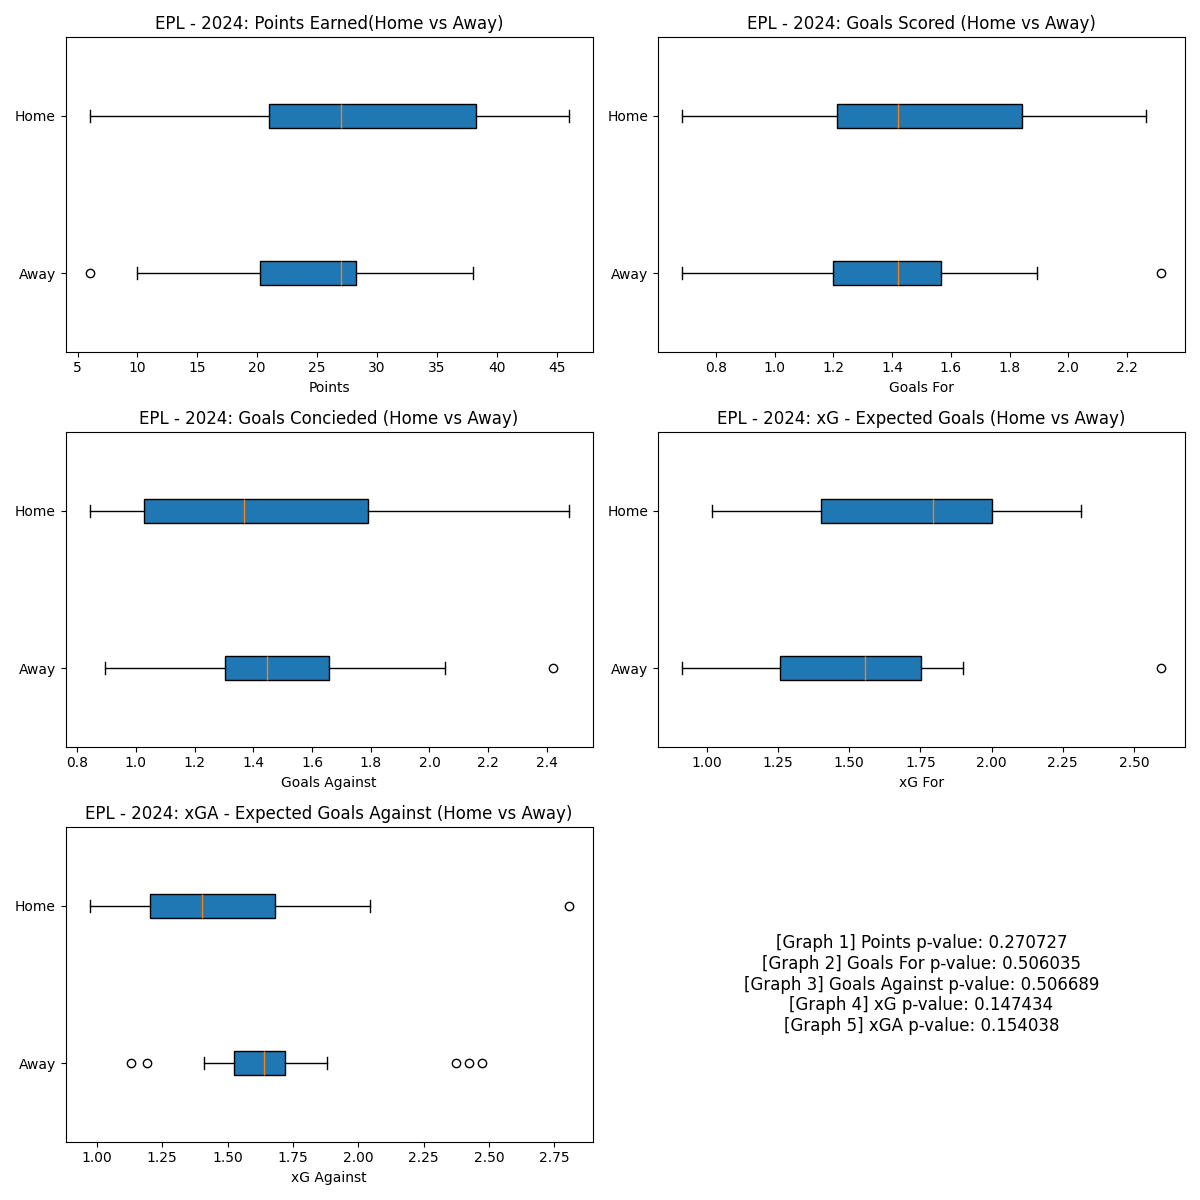 EPL - 2024: Points Earned(Home vs Away)
Home
Away
5 10 15 20 25 30 35 40 45
Points
EPL - 2024: Goals Scored (Home vs Away)
Home
Away
0.8 1.0 1.2 1.4 1.6 1.8 2.0 2.2
Goals For
EPL - 2024: Goals Concieded (Home vs Away)
Home
Away
0.8 1.0 1.2 1.4 1.6 1.8 2.0 2.2 2.4
Goals Against
EPL - 2024: xG - Expected Goals (Home vs Away)
Home
Away
1.00 1.25 1.50 1.75 2.00 2.25 2.50
xG For
EPL - 2024: xGA - Expected Goals Against (Home vs Away)
Home
Away
1.00 1.25 1.50 1.75 2.00 2.25 2.50 2.75
xG Against
[Graph 1] Points p-value: 0.270727
[Graph 2] Goals For p-value: 0.506035
[Graph 3] Goals Against p-value: 0.506689
[Graph 4] xG p-value: 0.147434
[Graph 5] xGA p-value: 0.154038